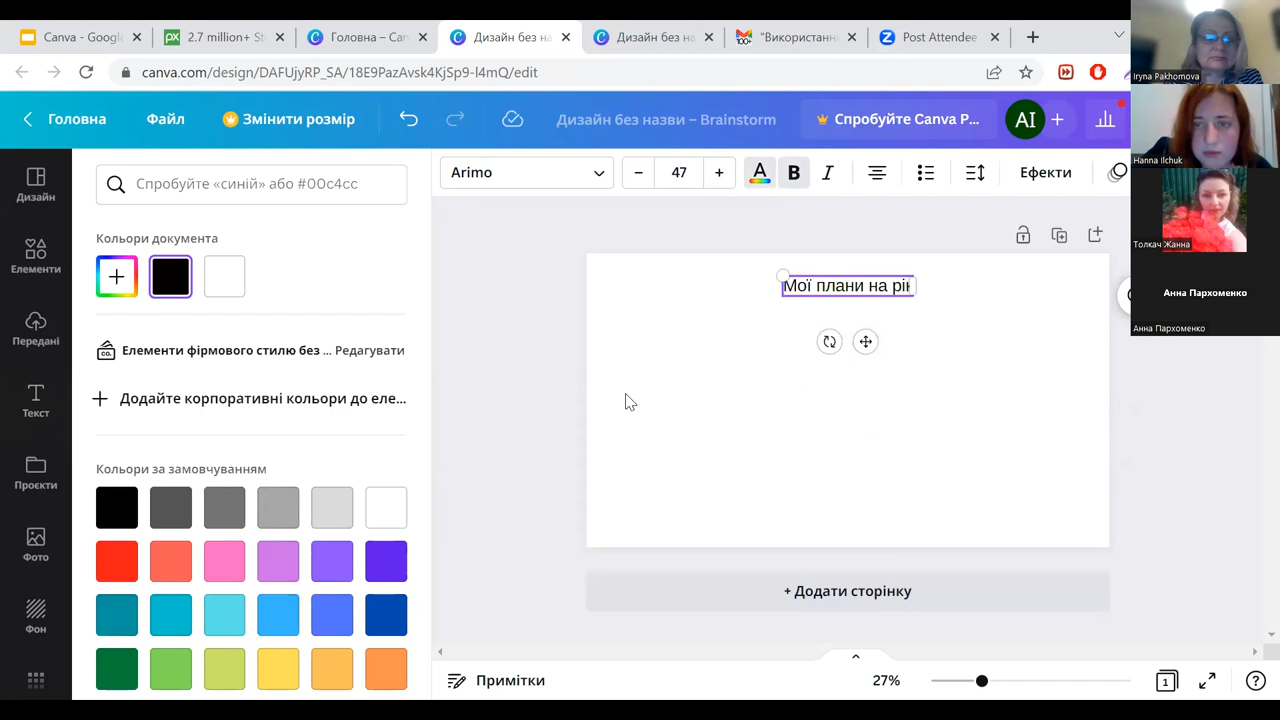 Canva - Google
2.7 million+ St
Головна – Can
Дизайн без на
Дизайн без на
100+
"Використанн
Post Attendee
canva.com/design/DAFUjyRP_SA/18E9PazAvsk4KjSp9-l4mQ/edit
Головна
Файл
Змінити розмір
Дизайн без назви – Brainstorm
Спробуйте Canva P...
AI
Дизайн
Елементи
Передані
Текст
Проєкти
Фото
Фон
Спробуйте «синій» або #00c4cc
Кольори документа
CO.
Елементи фірмового стилю без ...
Редагувати
Додайте корпоративні кольори до еле...
Кольори за замовчуванням
Arimo
47
A
B
I
Ефекти
Мої плани на рік
+ Додати сторінку
Примітки
27%
1
Iryna Pakhomova
Hanna Ilchuk
Толкач Жанна
Анна Пархоменко
Анна Пархоменко